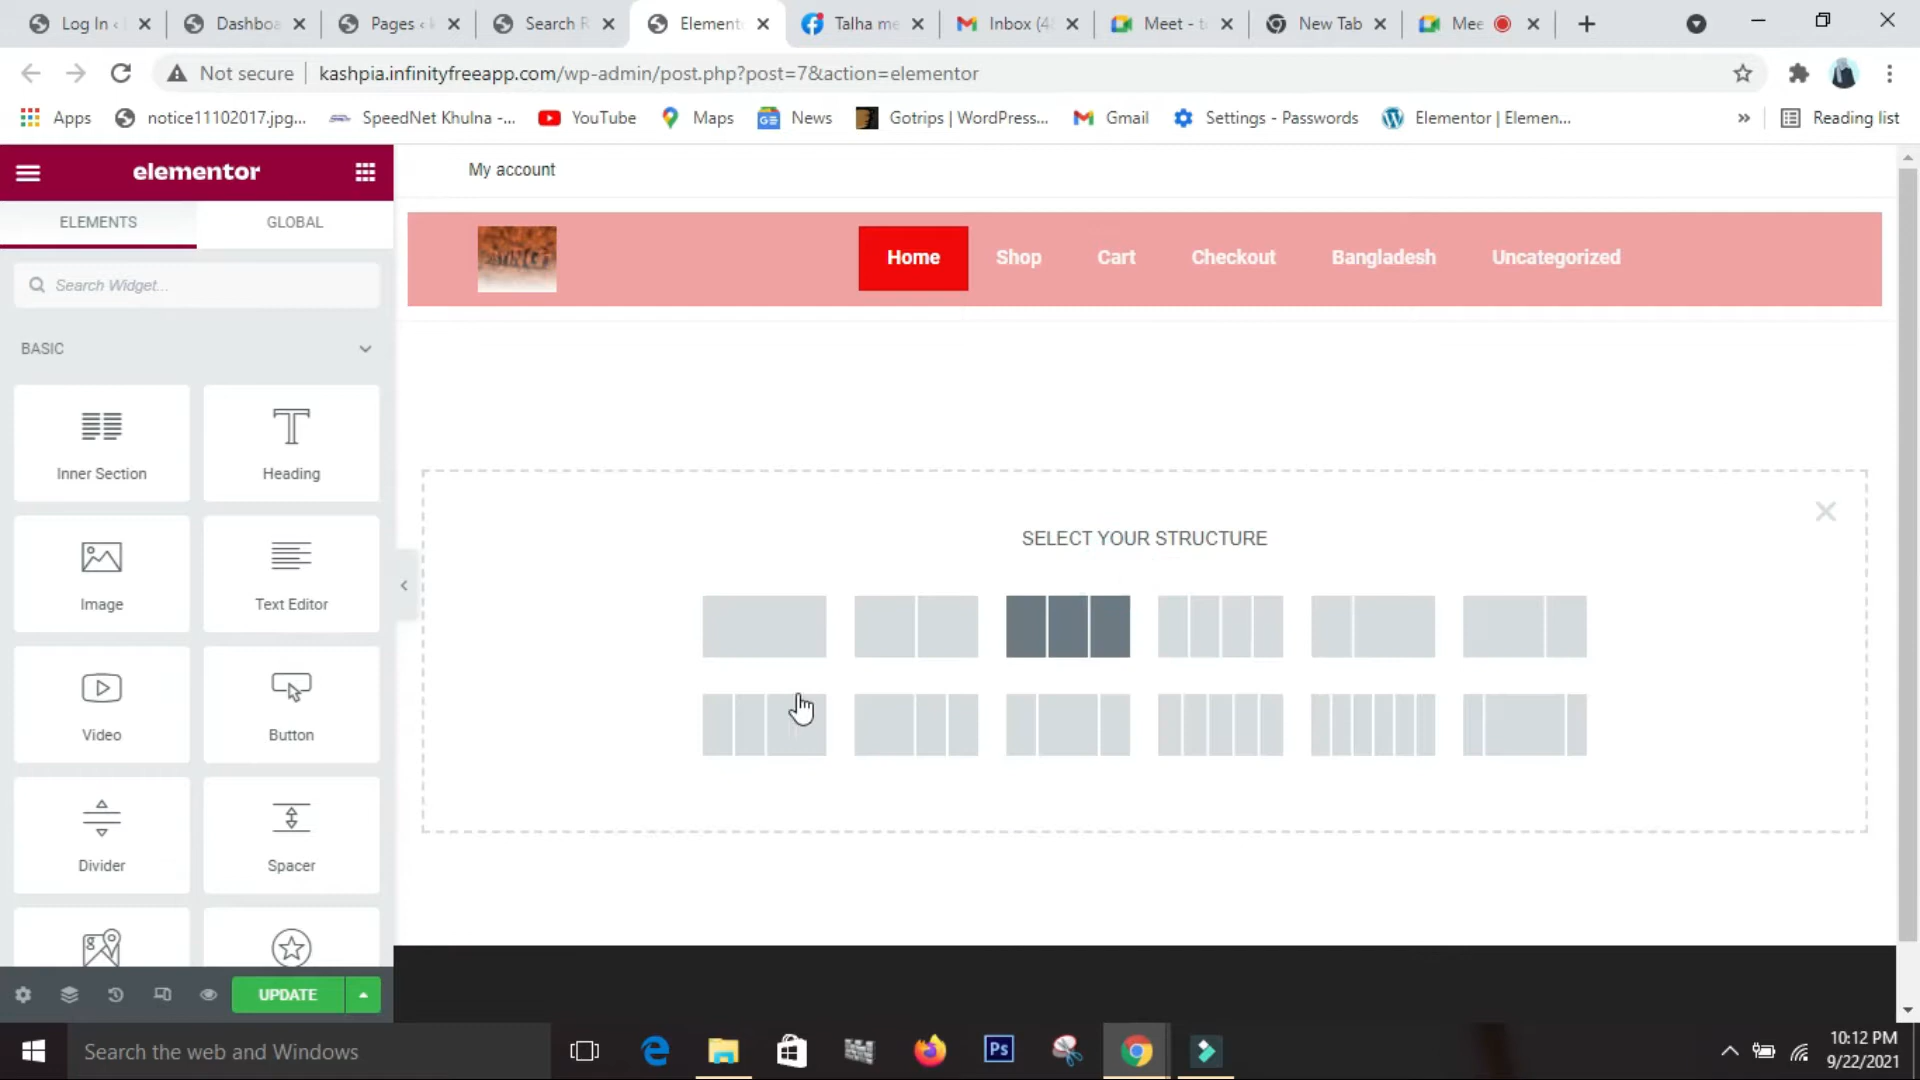 Log In ‹
Dashboa
Pages ‹
Search R
Element
Talha me
Inbox (4
Meet - t
New Tab
Mee
Not secure
kashpia.infinityfreeapp.com/wp-admin/post.php?post=7&action=elementor
Apps
notice11102017.jpg...
SpeedNet Khulna -...
YouTube
Maps
News
Gotrips | WordPress...
Gmail
Settings - Passwords
Elementor | Elemen...
»
Reading list
elementor
My account
ELEMENTS
GLOBAL
Home
Shop
Cart
Checkout
Bangladesh
Uncategorized
Search Widget...
BASIC
Inner Section
Heading
SELECT YOUR STRUCTURE
Image
Text Editor
Video
Button
Divider
Spacer
UPDATE
Search the web and Windows
Ps
10:12 PM
9/22/2021